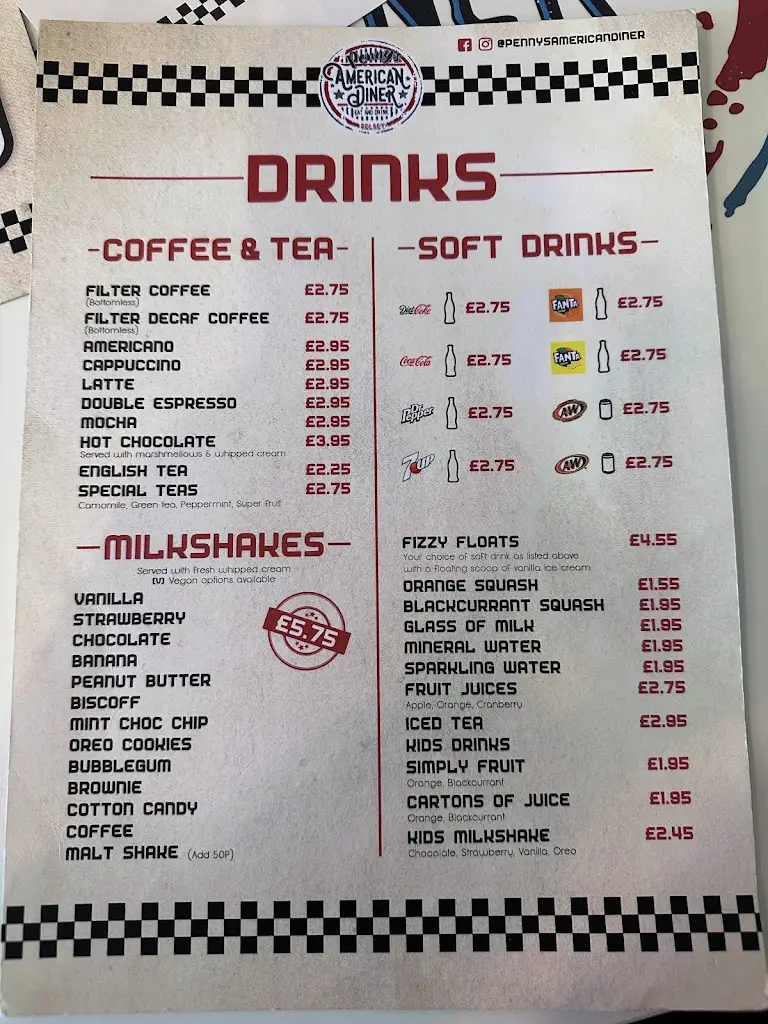 @PENNYSAMERICANDINER
Penny's
AMERICAN
DINER
EAT AND DRINK
SELSEY
DRINKS
-COFFEE & TEA-
FILTER COFFEE £2.75
(Bottomless)
FILTER DECAF COFFEE £2.75
(Bottomless)
AMERICANO £2.95
CAPPUCCINO £2.95
LATTE £2.95
DOUBLE ESPRESSO £2.95
MOCHA £2.95
HOT CHOCOLATE £3.95
Served with marshmellows & whipped cream
ENGLISH TEA £2.25
SPECIAL TEAS £2.75
Camomile, Green tea, Peppermint, Super fruit
-MILKSHAKES-
Served with fresh whipped cream
(V) Vegan options available
£5.75
VANILLA
STRAWBERRY
CHOCOLATE
BANANA
PEANUT BUTTER
BISCOFF
MINT CHOC CHIP
OREO COOKIES
BUBBLEGUM
BROWNIE
COTTON CANDY
COFFEE
MALT SHAKE (Add 50P)
-SOFT DRINKS-
Diet Coke £2.75 FANTA £2.75
Coca-Cola £2.75 FANTA £2.75
Dr Pepper £2.75 A&W £2.75
7UP £2.75 A&W £2.75
FIZZY FLOATS £4.55
Your choice of soft drink as listed above
with a floating scoop of vanilla ice cream
ORANGE SQUASH £1.55
BLACKCURRANT SQUASH £1.95
GLASS OF MILK £1.95
MINERAL WATER £1.95
SPARKLING WATER £1.95
FRUIT JUICES £2.75
Apple, Orange, Cranberry
ICED TEA £2.95
KIDS DRINKS
SIMPLY FRUIT £1.95
Orange, Blackcurrant
CARTONS OF JUICE £1.95
Orange, Blackcurrant
KIDS MILKSHAKE £2.45
Chocolate, Strawberry, Vanilla, Oreo